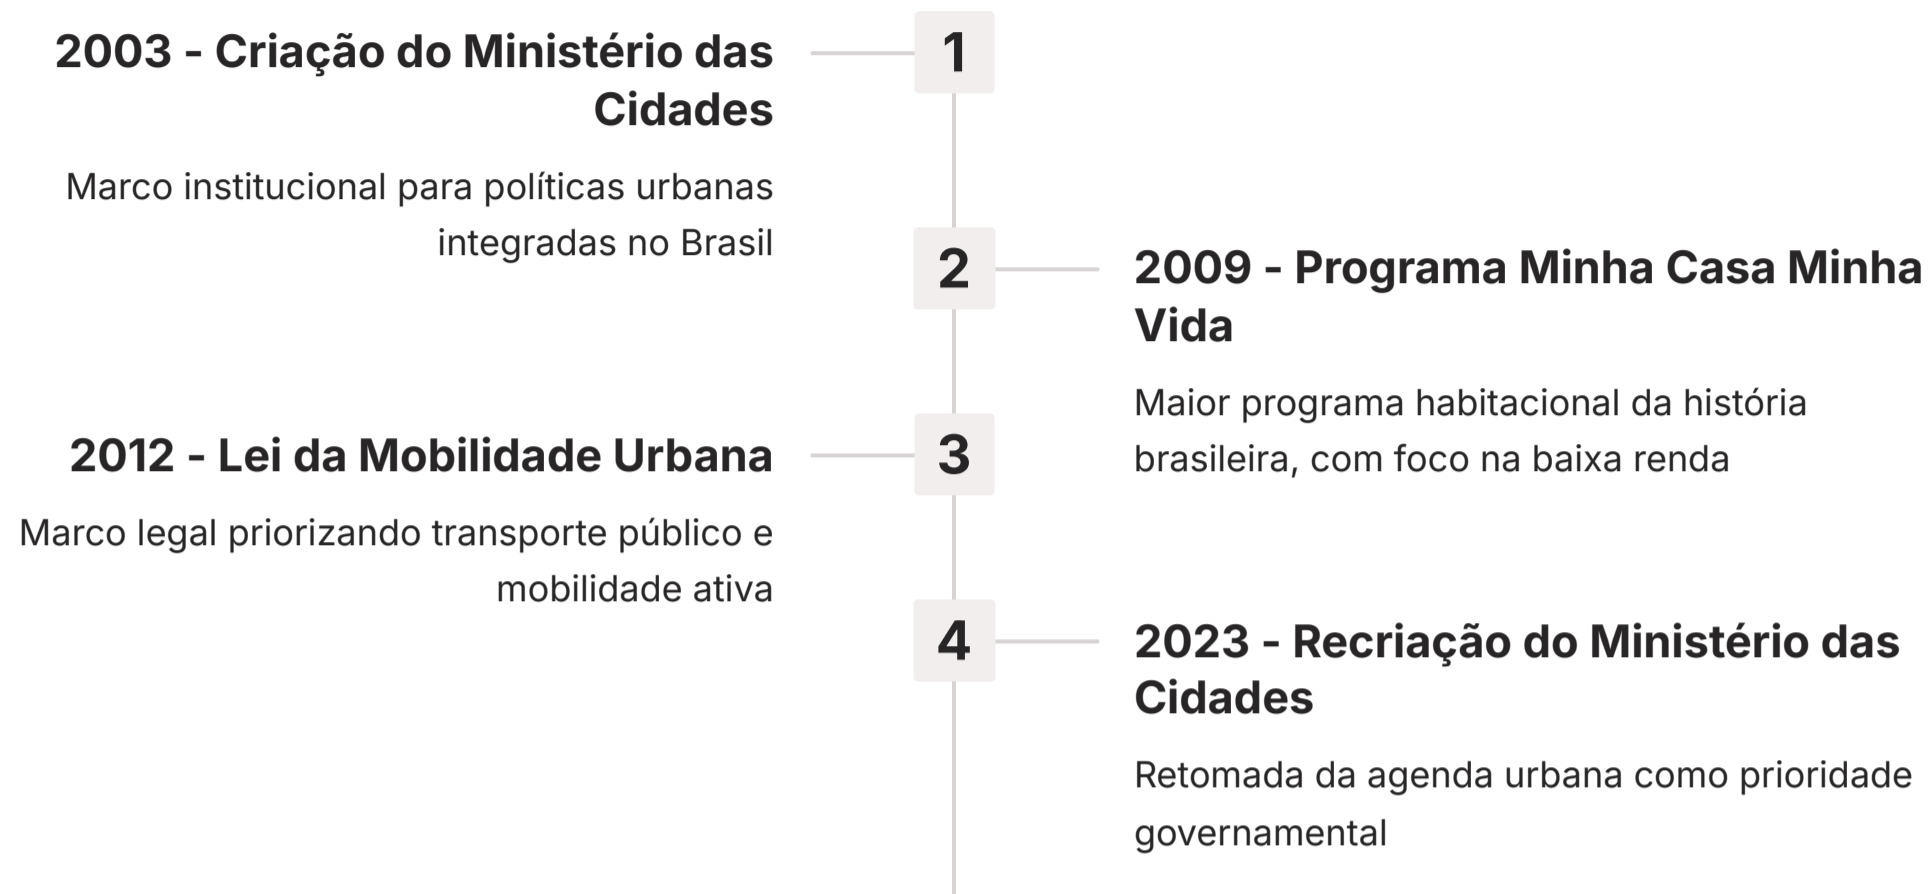 1
2003 - Criação do Ministério das
Cidades
Marco institucional para políticas urbanas
integradas no Brasil
2
2009 - Programa Minha Casa Minha
Vida
Maior programa habitacional da história
brasileira, com foco na baixa renda
3
2012 - Lei da Mobilidade Urbana
Marco legal priorizando transporte público e
mobilidade ativa
4
2023 - Recriação do Ministério das
Cidades
Retomada da agenda urbana como prioridade
governamental